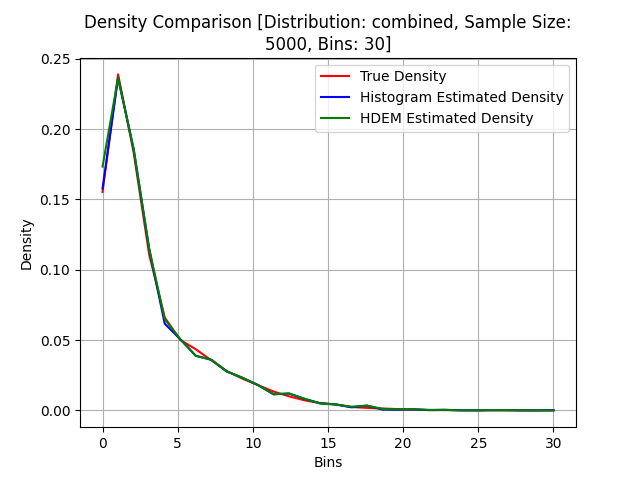 Density Comparison [Distribution: combined, Sample Size:
5000, Bins: 30]
True Density
Histogram Estimated Density
HDEM Estimated Density
Density
0.25
0.20
0.15
0.10
0.05
0.00
0 5 10 15 20 25 30
Bins